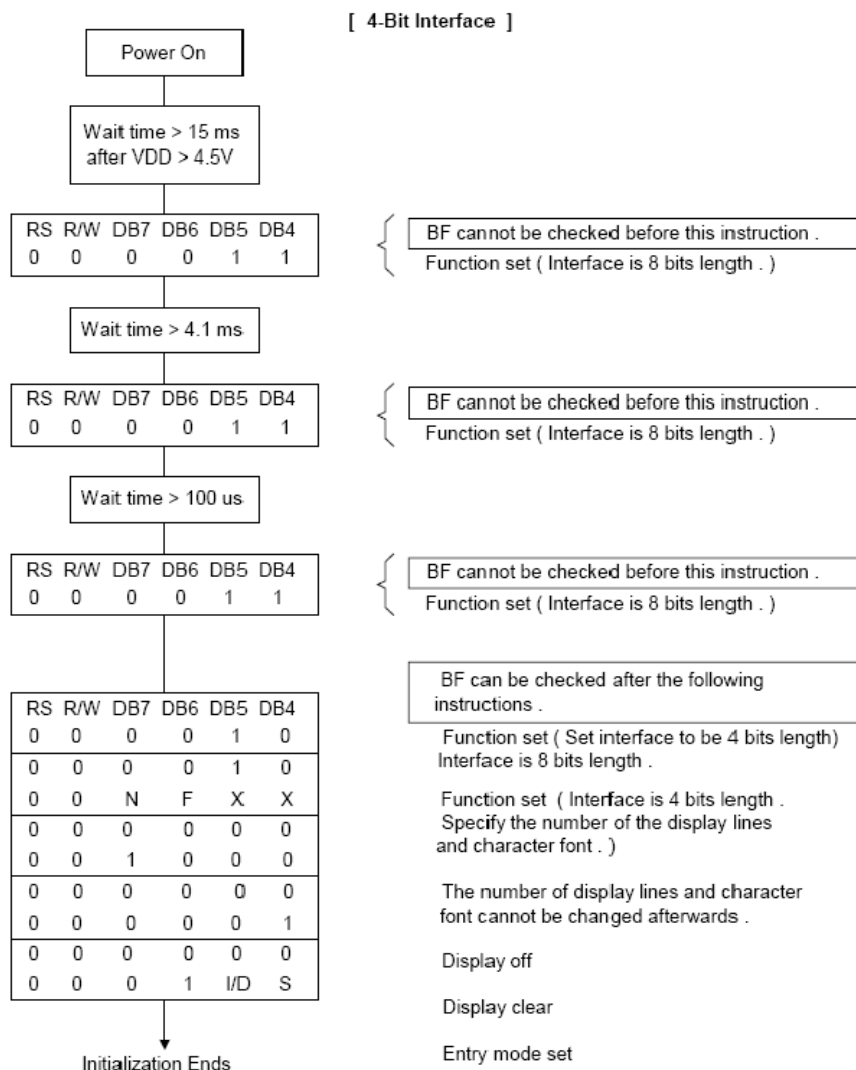 [ 4-Bit Interface ]
Power On
Wait time > 15 ms
after VDD > 4.5V
RS R/W DB7 DB6 DB5 DB4
0 0 0 0 1 1
BF cannot be checked before this instruction .
Function set ( Interface is 8 bits length . )
Wait time > 4.1 ms
RS R/W DB7 DB6 DB5 DB4
0 0 0 0 1 1
BF cannot be checked before this instruction .
Function set ( Interface is 8 bits length . )
Wait time > 100 us
RS R/W DB7 DB6 DB5 DB4
0 0 0 0 1 1
BF cannot be checked before this instruction .
Function set ( Interface is 8 bits length . )
RS R/W DB7 DB6 DB5 DB4
0 0 0 0 1 0
0 0 0 0 1 0
0 0 N F X X
0 0 0 0 0 0
0 0 1 0 0 0
0 0 0 0 0 0
0 0 0 0 0 1
0 0 0 0 0 0
0 0 0 1 I/D S
BF can be checked after the following
instructions .
Function set ( Set interface to be 4 bits length)
Interface is 8 bits length .
Function set ( Interface is 4 bits length .
Specify the number of the display lines
and character font . )
The number of display lines and character
font cannot be changed afterwards .
Display off
Display clear
Entry mode set
Initialization Ends